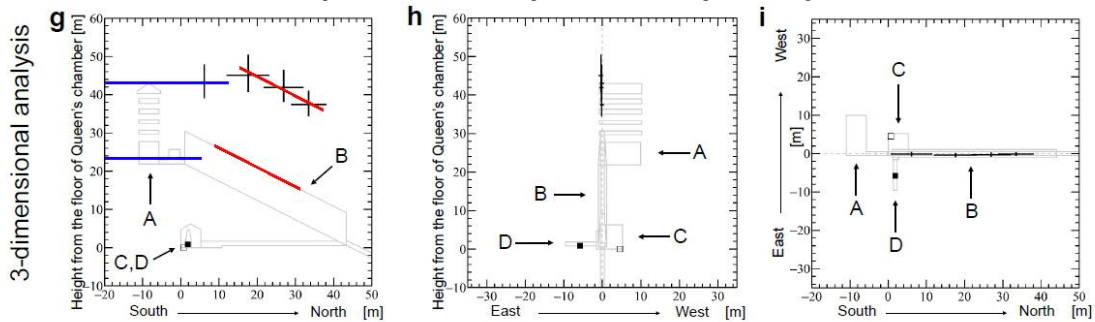 3-dimensional analysis
g
Height from the floor of Queen's chamber [m]
60
50
40
30
20
10
0
−10
A
B
C,D
−20 −10 0 10 20 30 40 50
South North [m]
h
Height from the floor of Queen's chamber [m]
60
50
40
30
20
10
0
−10
A
B
C
D
−30 −20 −10 0 10 20 30
East West [m]
i
West
[m]
East
30
20
10
0
−10
−20
−30
C
A
B
D
−20 −10 0 10 20 30 40 50
South North [m]